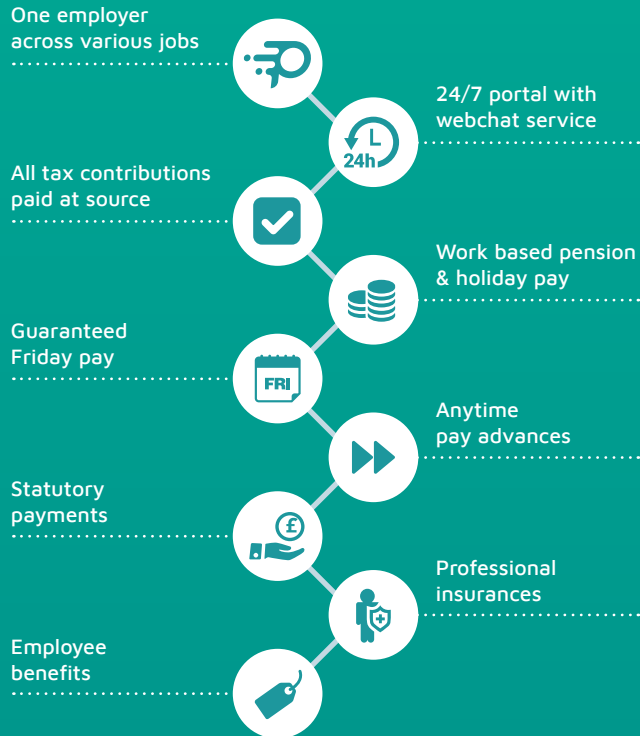 One employer
across various jobs
24/7 portal with
webchat service
24h
All tax contributions
paid at source
Work based pension
& holiday pay
Guaranteed
Friday pay
FRI
Anytime
pay advances
Statutory
payments
£
Professional
insurances
Employee
benefits